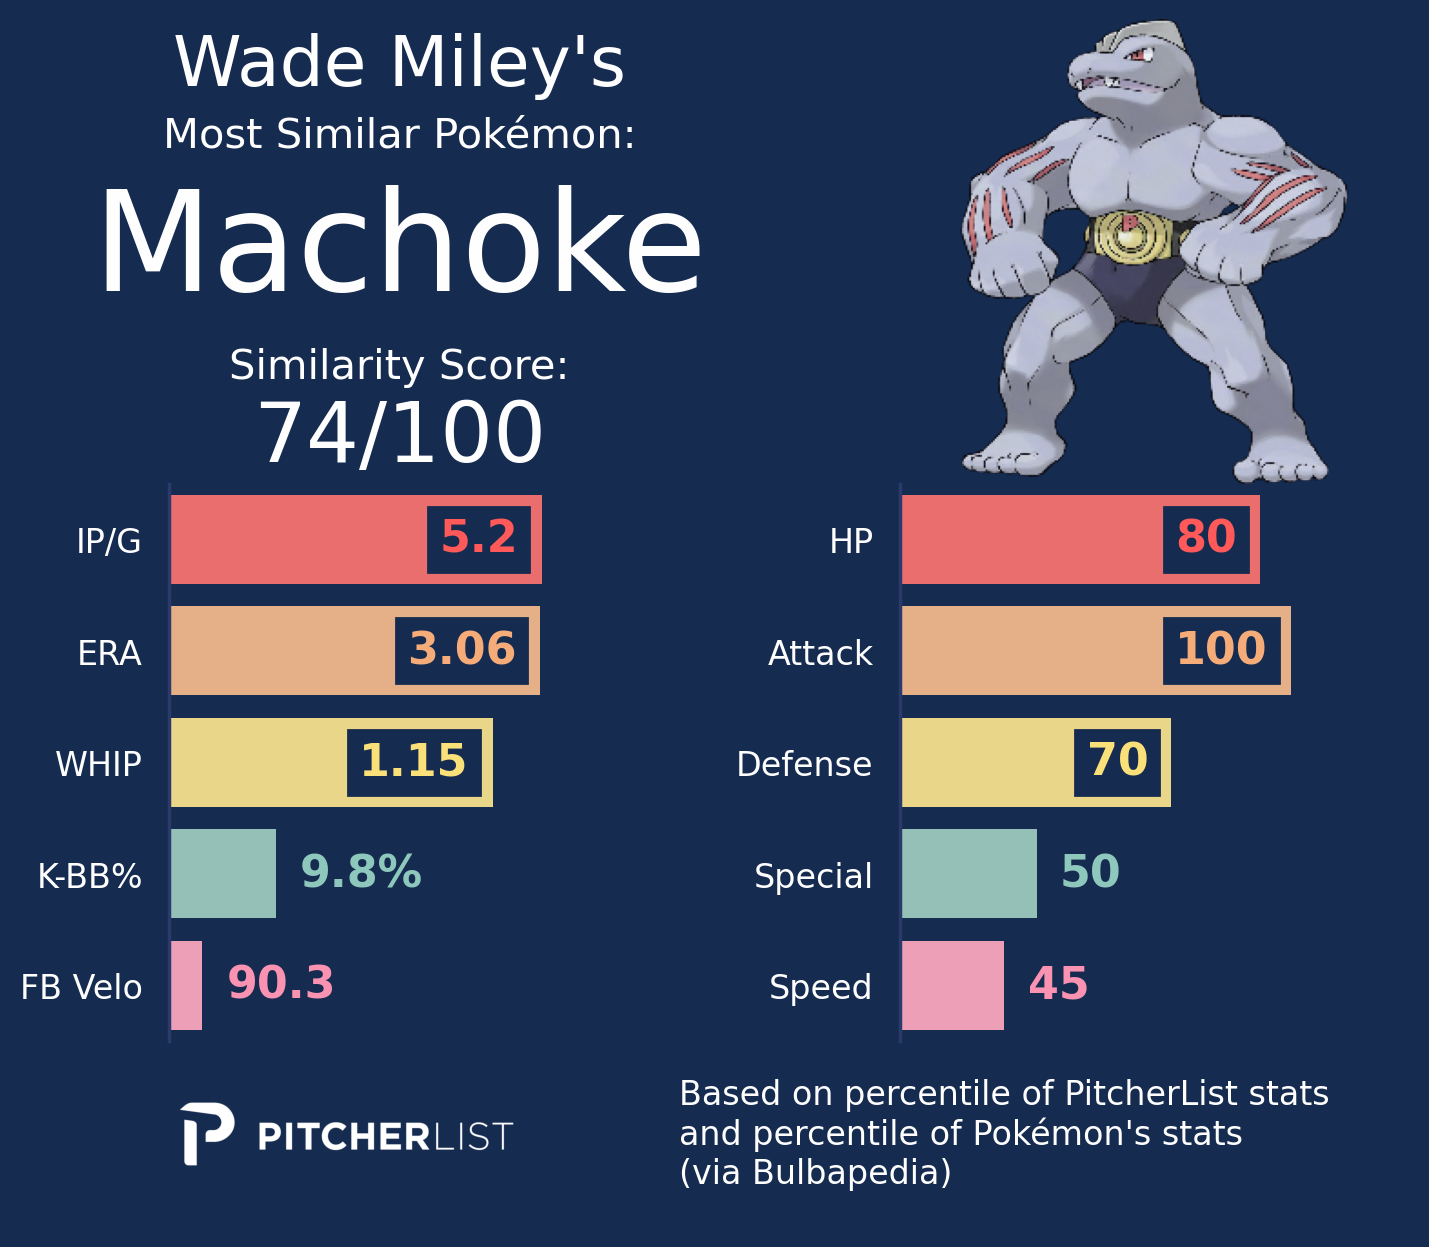 Wade Miley's
Most Similar Pokémon:
Machoke
Similarity Score:
74/100
IP/G 5.2
ERA 3.06
WHIP 1.15
K-BB% 9.8%
FB Velo 90.3
HP 80
Attack 100
Defense 70
Special 50
Speed 45
PITCHERLIST
Based on percentile of PitcherList stats
and percentile of Pokémon's stats
(via Bulbapedia)